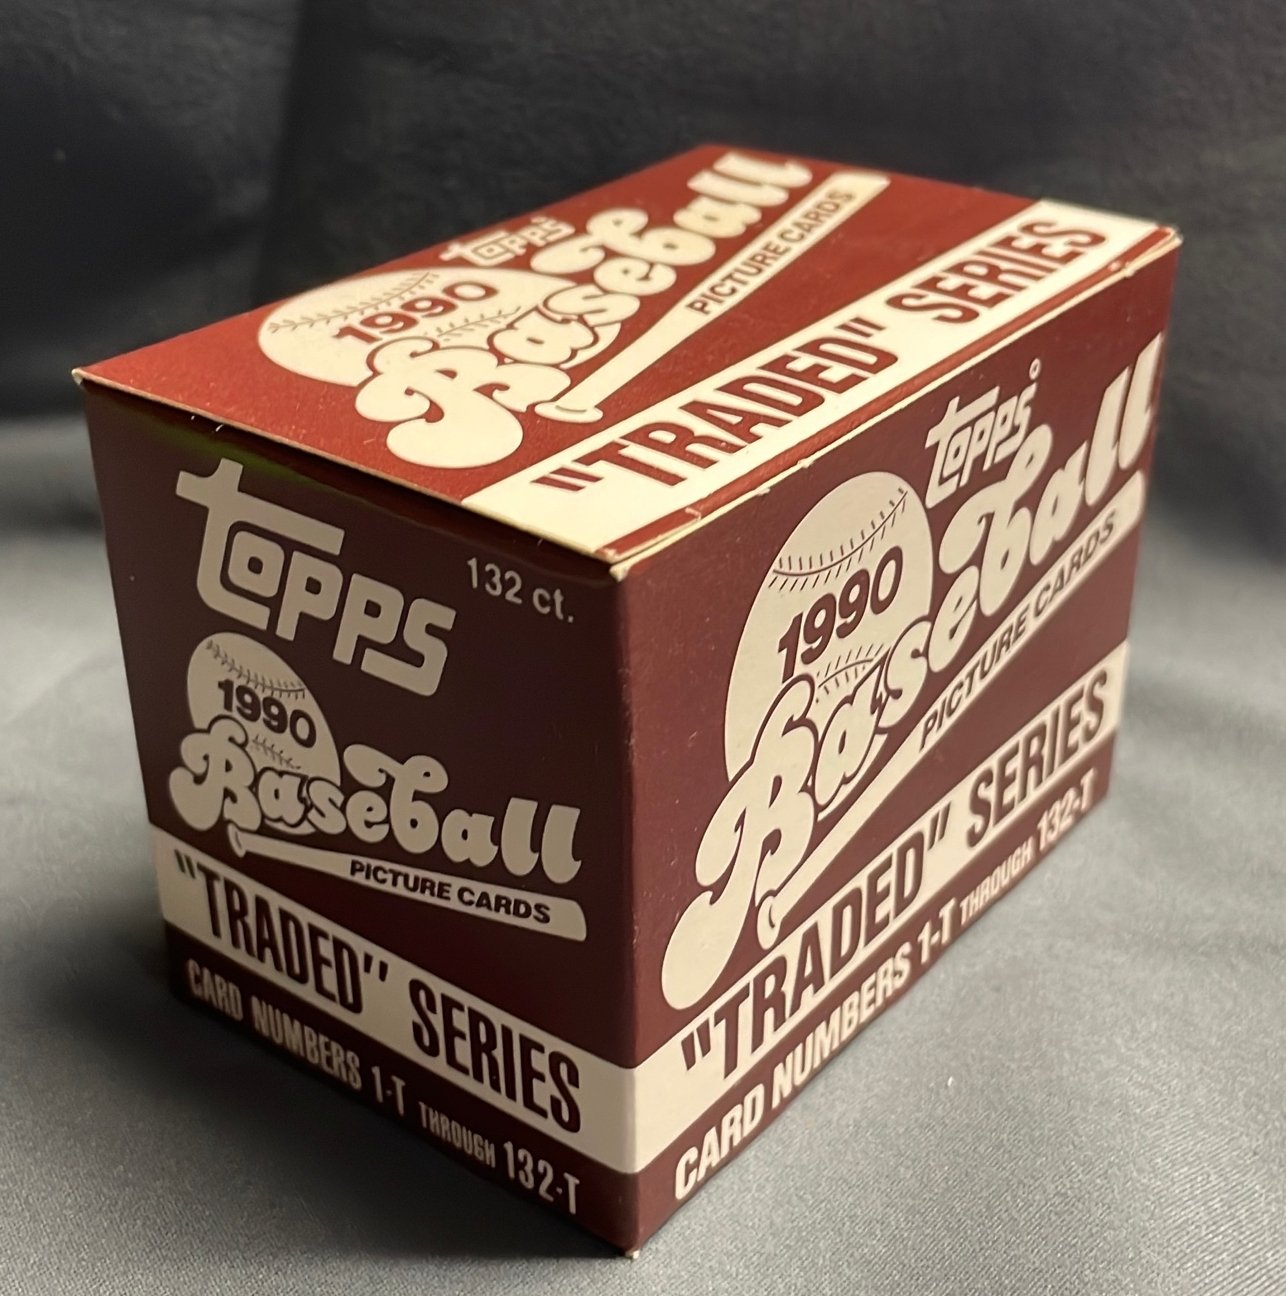 Topps
1990
Baseball
PICTURE CARDS
"TRADED" SERIES
Topps
132 ct.
1990
Baseball
PICTURE CARDS
"TRADED" SERIES
CARD NUMBERS 1-T THROUGH 132-T
Topps
1990
Baseball
PICTURE CARDS
"TRADED" SERIES
CARD NUMBERS 1-T THROUGH 132-T